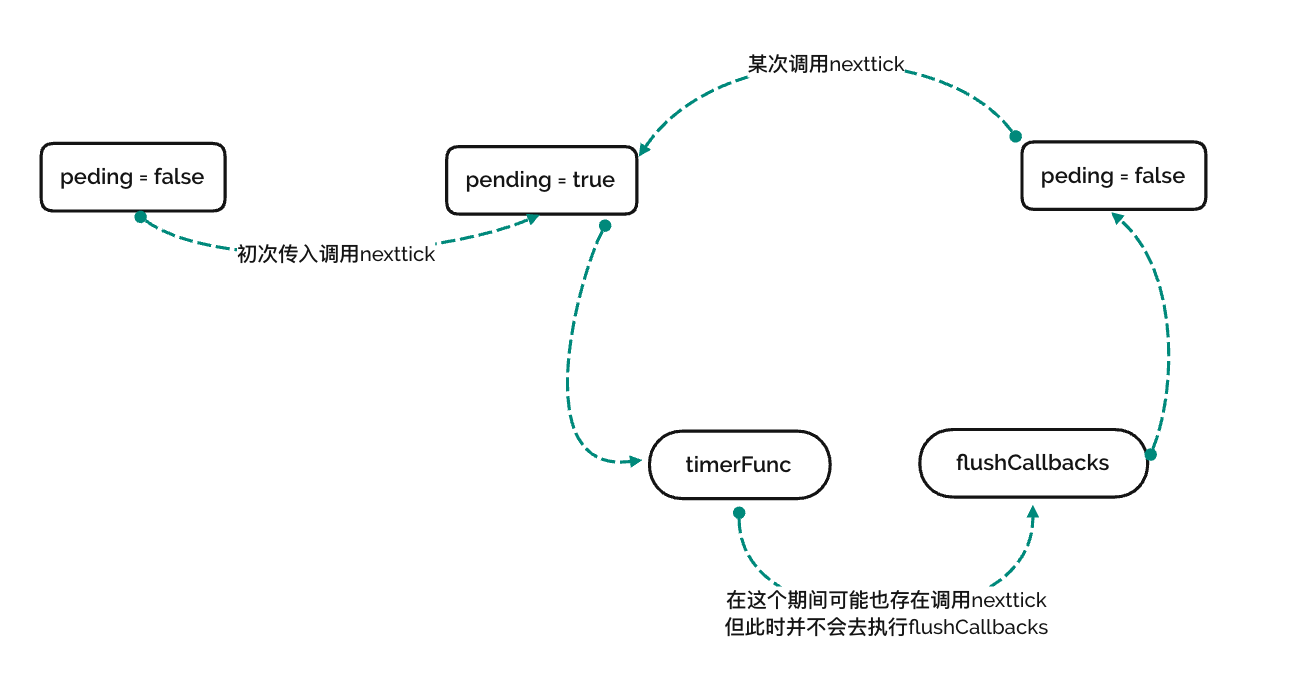 某次调用nexttick
peding = false
pending = true
peding = false
初次传入调用nexttick
timerFunc
flushCallbacks
在这个期间可能也存在调用nexttick
但此时并不会去执行flushCallbacks